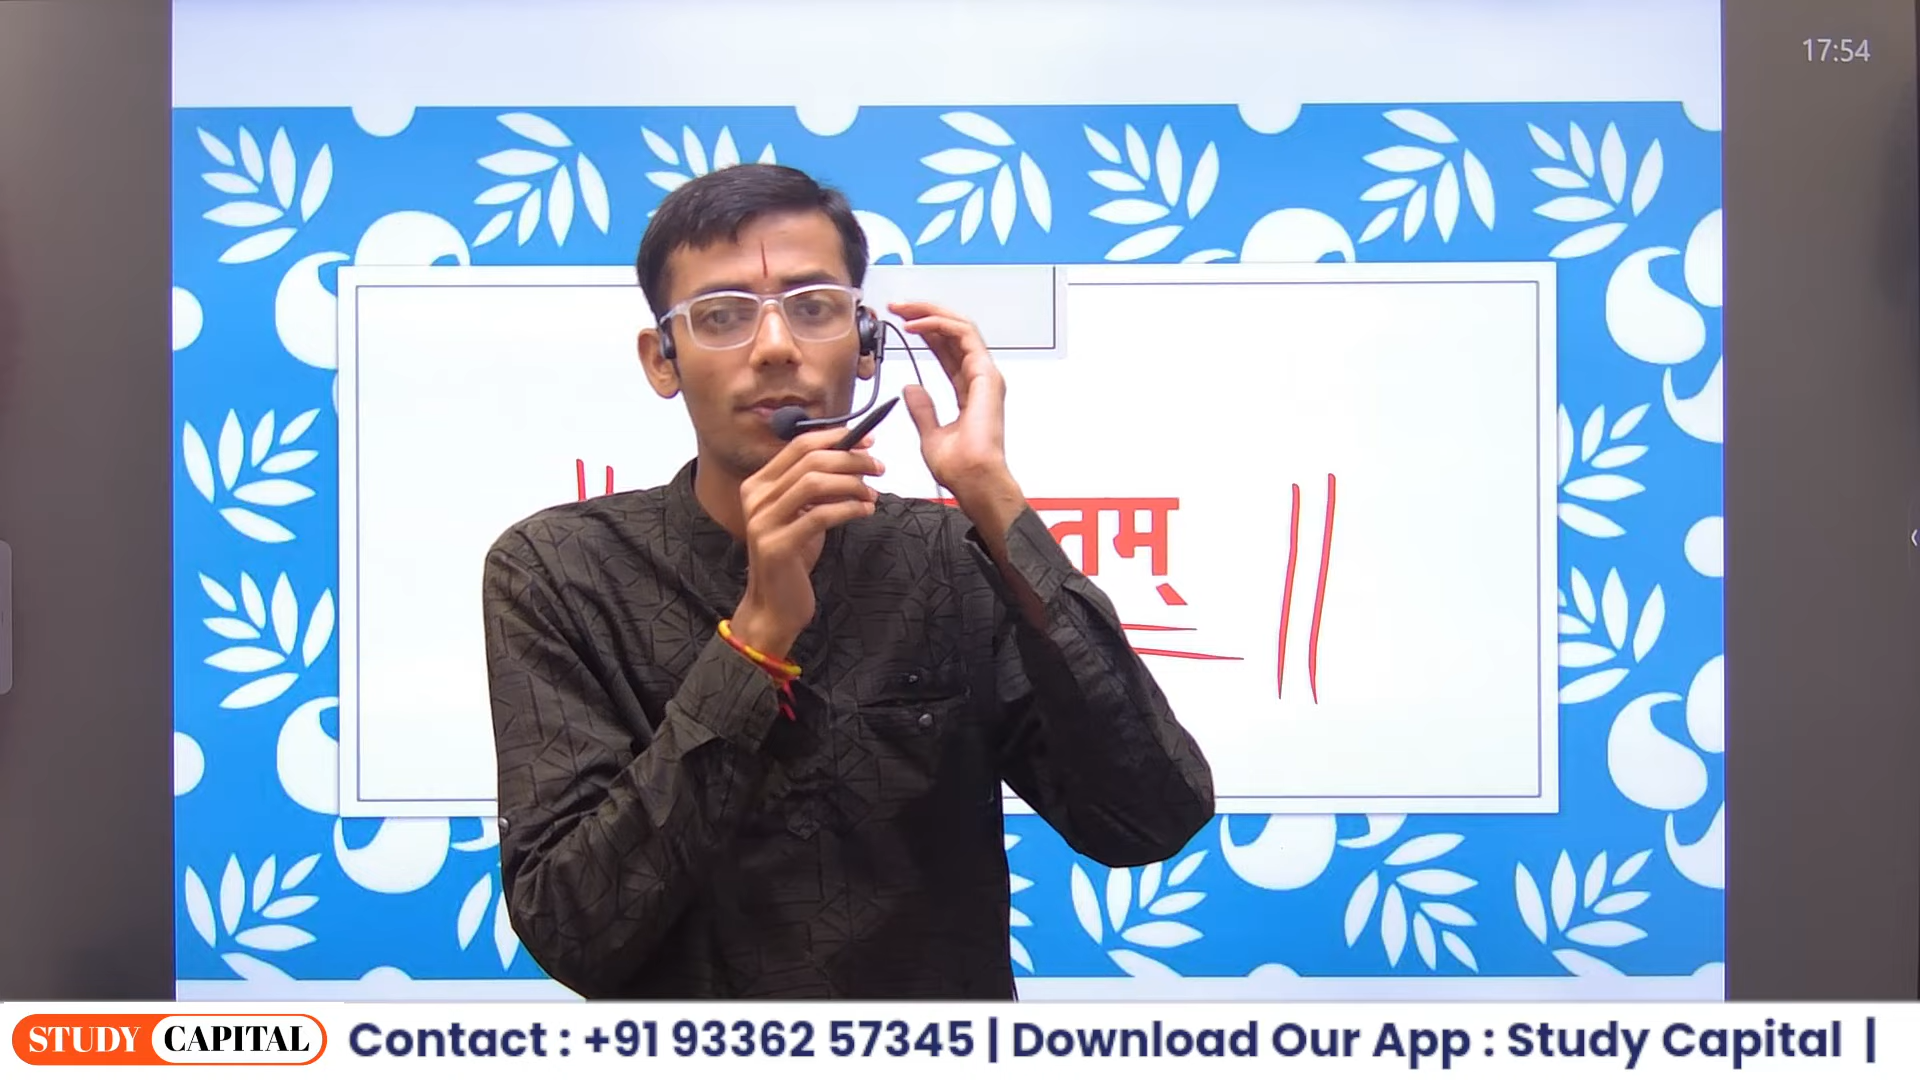 17:54
तम्
STUDY CAPITAL Contact : +91 93362 57345 | Download Our App : Study Capital |